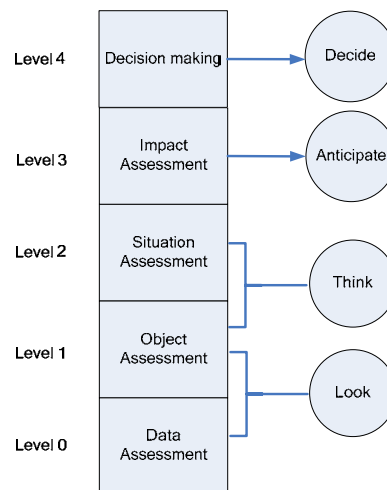 Level 4
Decision making
Decide
Level 3
Impact
Assessment
Anticipate
Level 2
Situation
Assessment
Think
Level 1
Object
Assessment
Look
Level 0
Data
Assessment